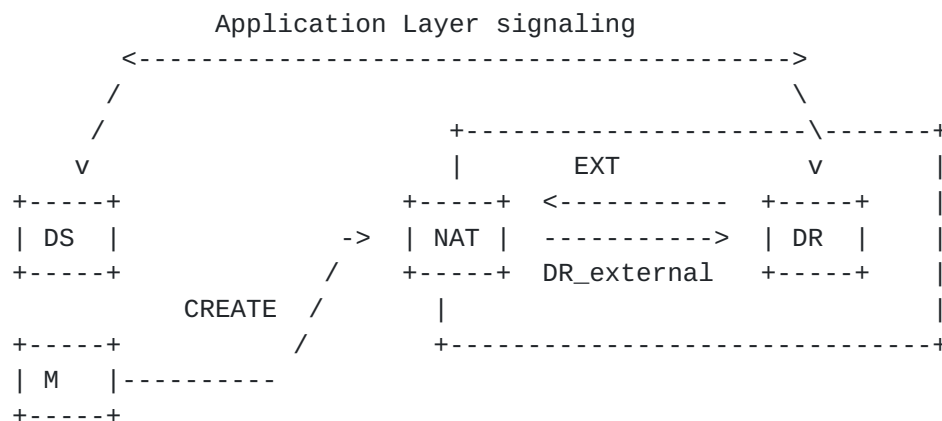 Application Layer signaling
<------------------------------------------>
/ \
/ +----------------------\-------+
v | EXT v |
+-----+ +-----+ <----------- +-----+ |
| DS | -> | NAT | -----------> | DR | |
+-----+ / +-----+ DR_external +-----+ |
CREATE / | |
+-----+ / +-------------------------------+
| M |----------
+-----+